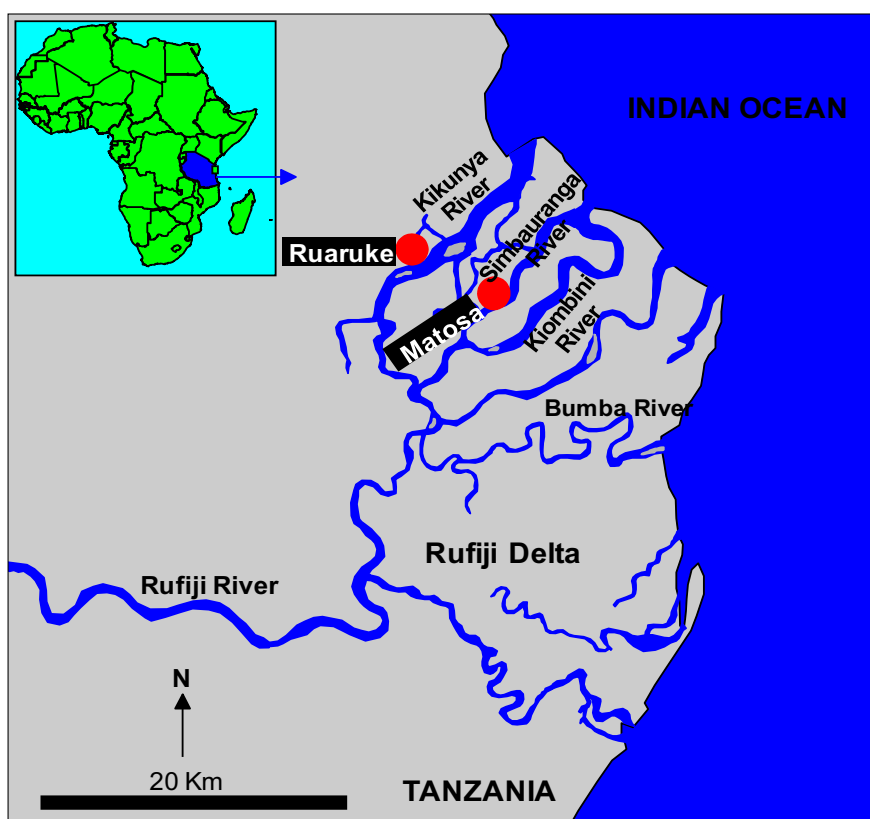 INDIAN OCEAN
Kikunya
River
Simbauranga
River
Ruaruke
Matosa
Kiombini
River
Bumba River
Rufiji Delta
Rufiji River
N
20 Km
TANZANIA